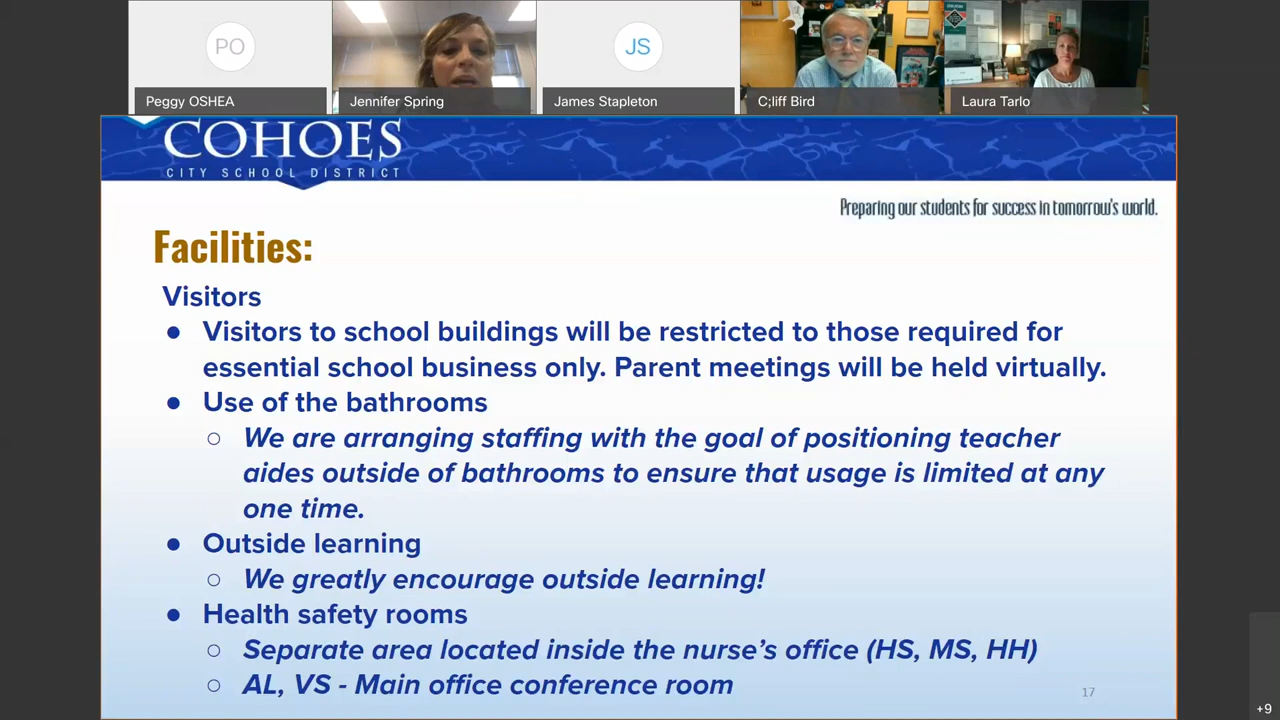 PO
JS
Peggy OSHEA
Jennifer Spring
James Stapleton
C;liff Bird
Laura Tarlo
COHOES
CITY SCHOOL DISTRICT
Preparing our students for success in tomorrow's world.
Facilities:
Visitors
● Visitors to school buildings will be restricted to those required for
essential school business only. Parent meetings will be held virtually.
● Use of the bathrooms
○ We are arranging staffing with the goal of positioning teacher
aides outside of bathrooms to ensure that usage is limited at any
one time.
● Outside learning
○ We greatly encourage outside learning!
● Health safety rooms
○ Separate area located inside the nurse's office (HS, MS, HH)
○ AL, VS - Main office conference room
17
+9